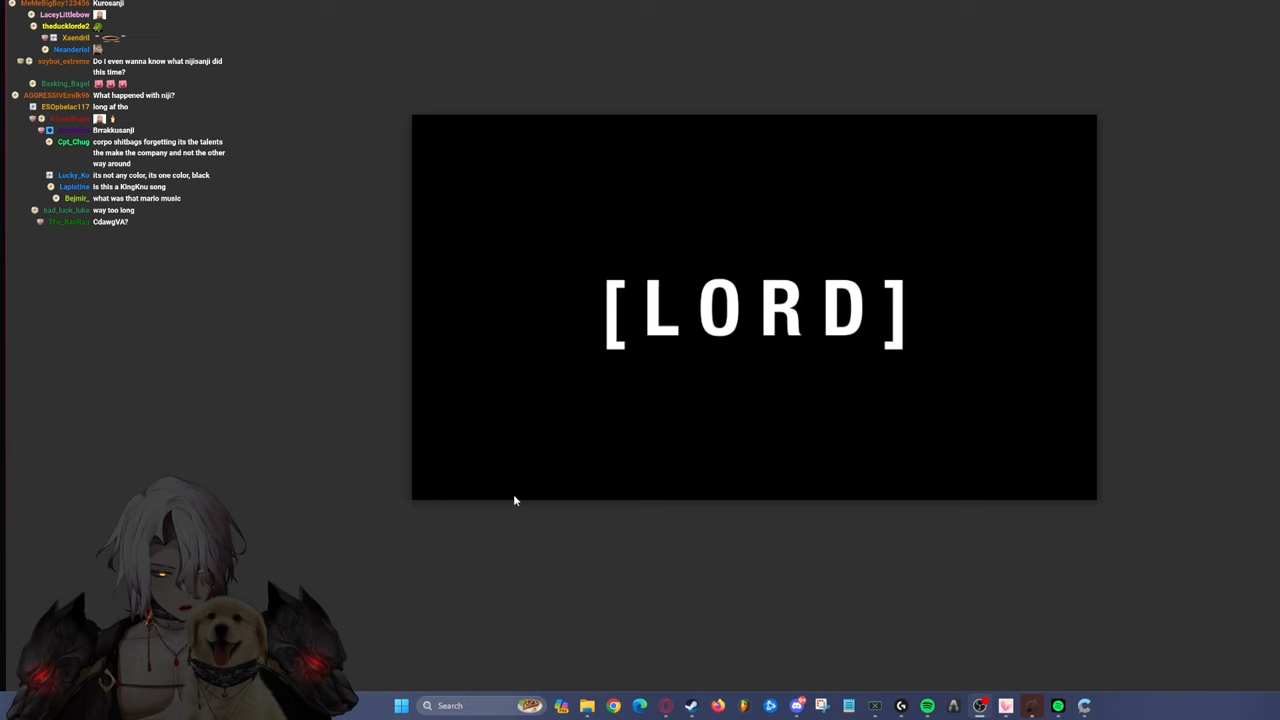 MeMeBigBoy123456 Kurosanji
LaceyLittlebow
theducklorde2
Xaendril
Neanderlol
soyboi_extreme Do I even wanna know what nijisanji did
this time?
Basking_Bagel
AGGRESSIVEmilk96 What happened with niji?
ESOpbelac117 long af tho
Brrakkusanji
Cpt_Chug corpo shitbags forgetting its the talents
the make the company and not the other
way around
Lucky_Ko its not any color, its one color, black
Lapistine is this a KingKnu song
Bejmir_ what was that mario music
bad_luck_luke way too long
The_RanRan CdawgVA?
[LORD]
Search